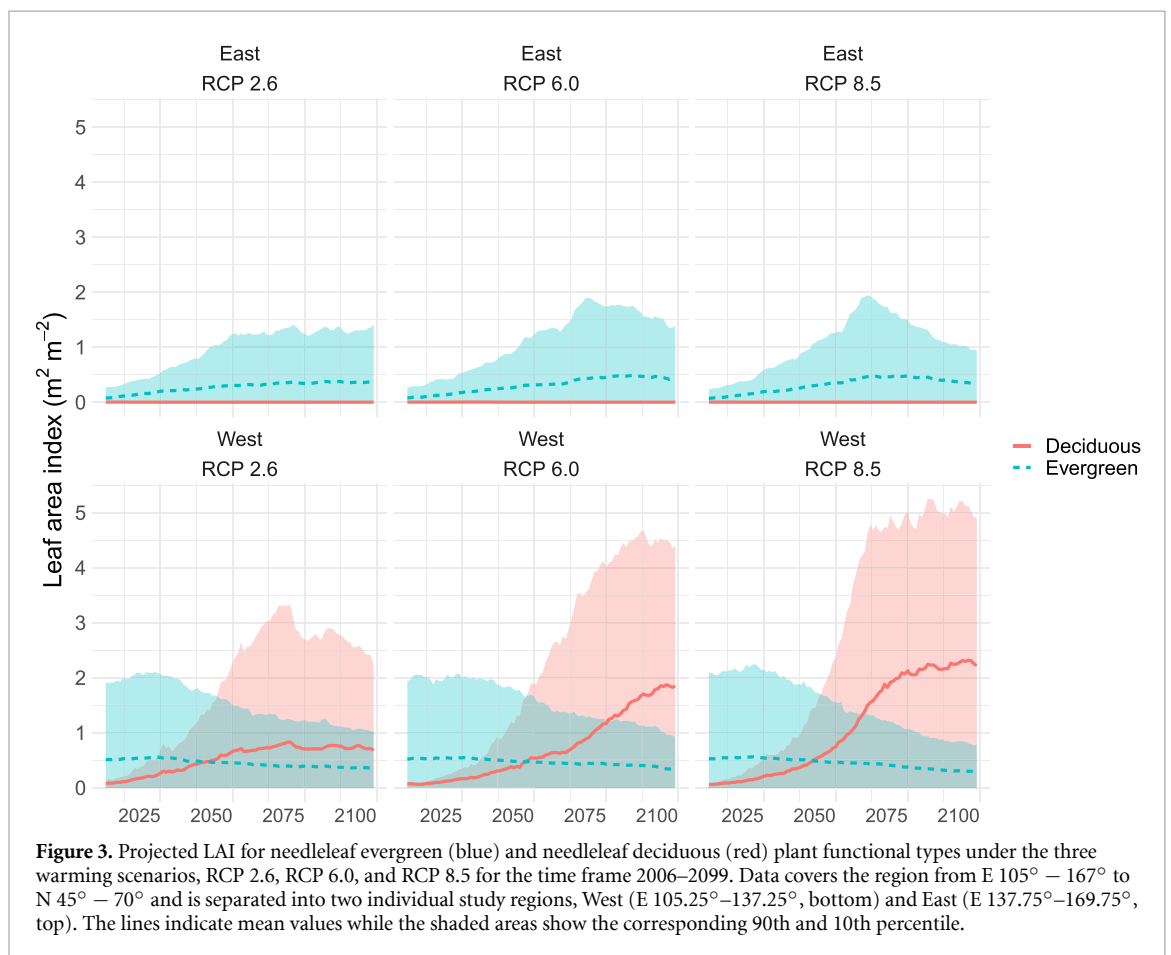 East
RCP 2.6
East
RCP 6.0
East
RCP 8.5
5
4
3
2
1
0
Leaf area index (m² m⁻²)
West
RCP 2.6
West
RCP 6.0
West
RCP 8.5
5
4
3
2
1
0
2025 2050 2075 2100
2025 2050 2075 2100
2025 2050 2075 2100
Deciduous
Evergreen
Figure 3. Projected LAI for needleleaf evergreen (blue) and needleleaf deciduous (red) plant functional types under the three
warming scenarios, RCP 2.6, RCP 6.0, and RCP 8.5 for the time frame 2006–2099. Data covers the region from E 105° − 167° to
N 45° − 70° and is separated into two individual study regions, West (E 105.25°–137.25°, bottom) and East (E 137.75°–169.75°,
top). The lines indicate mean values while the shaded areas show the corresponding 90th and 10th percentile.